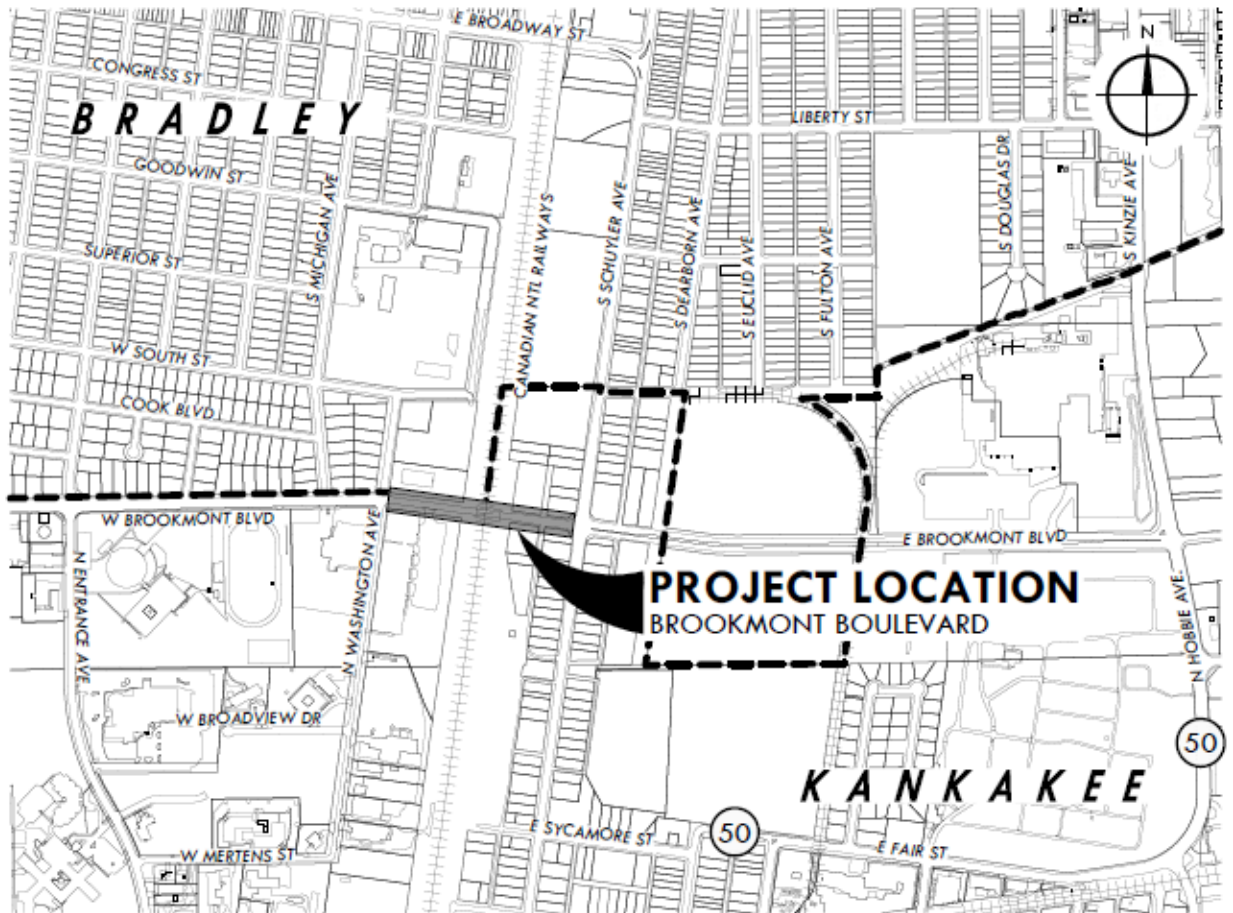 E BROADWAY ST
CONGRESS ST
N
BRADLEY
LIBERTY ST
GOODWIN ST
S MICHIGAN AVE
CANADIAN NTL RAILWAYS
S SCHUYLER AVE
S DEARBORN AVE
S EUCLID AVE
S FULTON AVE
S DOUGLAS DR
S KINZIE AVE
SUPERIOR ST
W SOUTH ST
COOK BLVD
W BROOKMONT BLVD
E BROOKMONT BLVD
N ENTRANCE AVE
N WASHINGTON AVE
PROJECT LOCATION
BROOKMONT BOULEVARD
N HOBBIE AVE.
W BROADVIEW DR
50
KANKAKEE
E SYCAMORE ST
50
E FAIR ST
W MERTENS ST